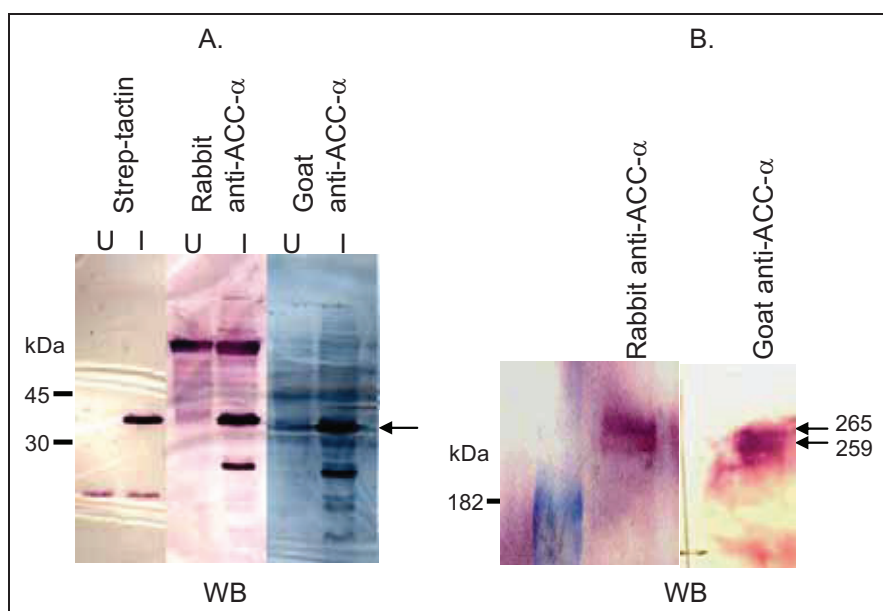 A.
B.
Strep-tactin
Rabbit
anti-ACC-α
Goat
anti-ACC-α
U I U I U I
kDa
45
30
WB
Rabbit anti-ACC-α
Goat anti-ACC-α
265
259
kDa
182
WB